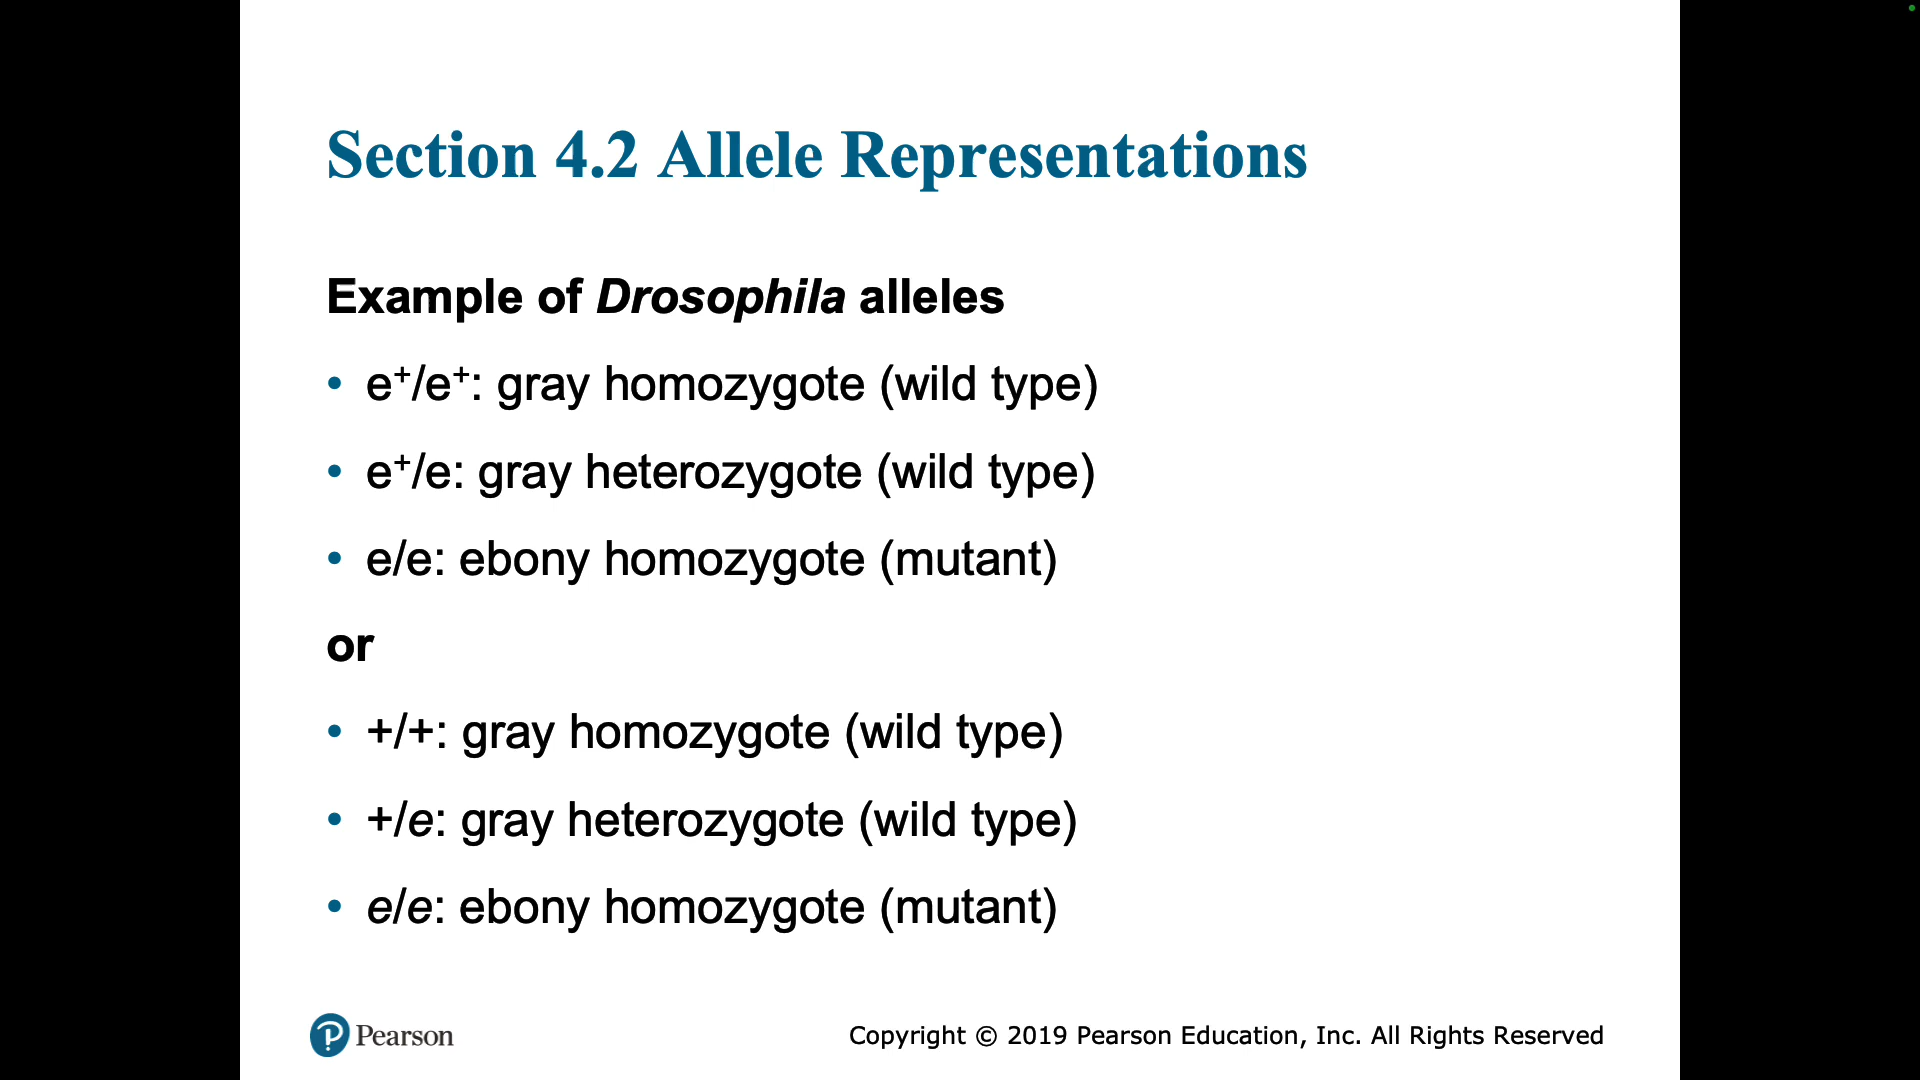 Section 4.2 Allele Representations
Example of Drosophila alleles
• e⁺/e⁺: gray homozygote (wild type)
• e⁺/e: gray heterozygote (wild type)
• e/e: ebony homozygote (mutant)
or
• +/+: gray homozygote (wild type)
• +/e: gray heterozygote (wild type)
• e/e: ebony homozygote (mutant)
Pearson
Copyright © 2019 Pearson Education, Inc. All Rights Reserved